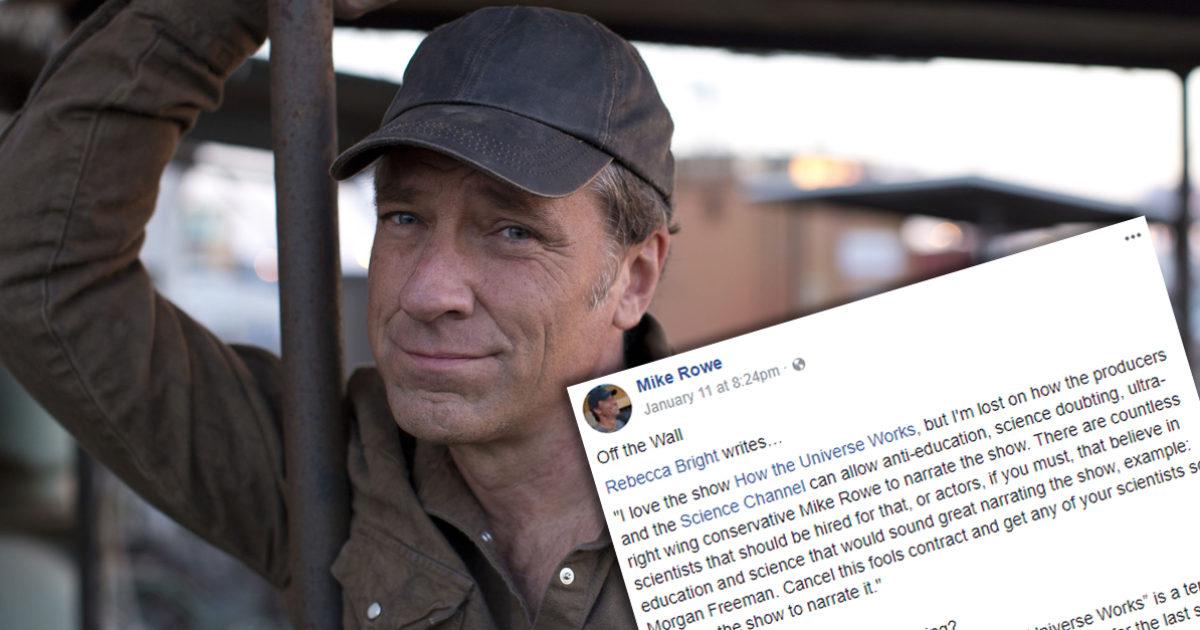 Mike Rowe
January 11 at 8:24pm ·
Off the Wall
Rebecca Bright writes…
"I love the show How the Universe Works, but I'm lost on how the producers
and the Science Channel can allow anti-education, science doubting, ultra-
right wing conservative Mike Rowe to narrate the show. There are countless
scientists that should be hired for that, or actors, if you must, that believe in
education and science that would sound great narrating the show, example:
Morgan Freeman. Cancel this fools contract and get any of your scientists
the show to narrate it."
Universe Works" is a
for the last